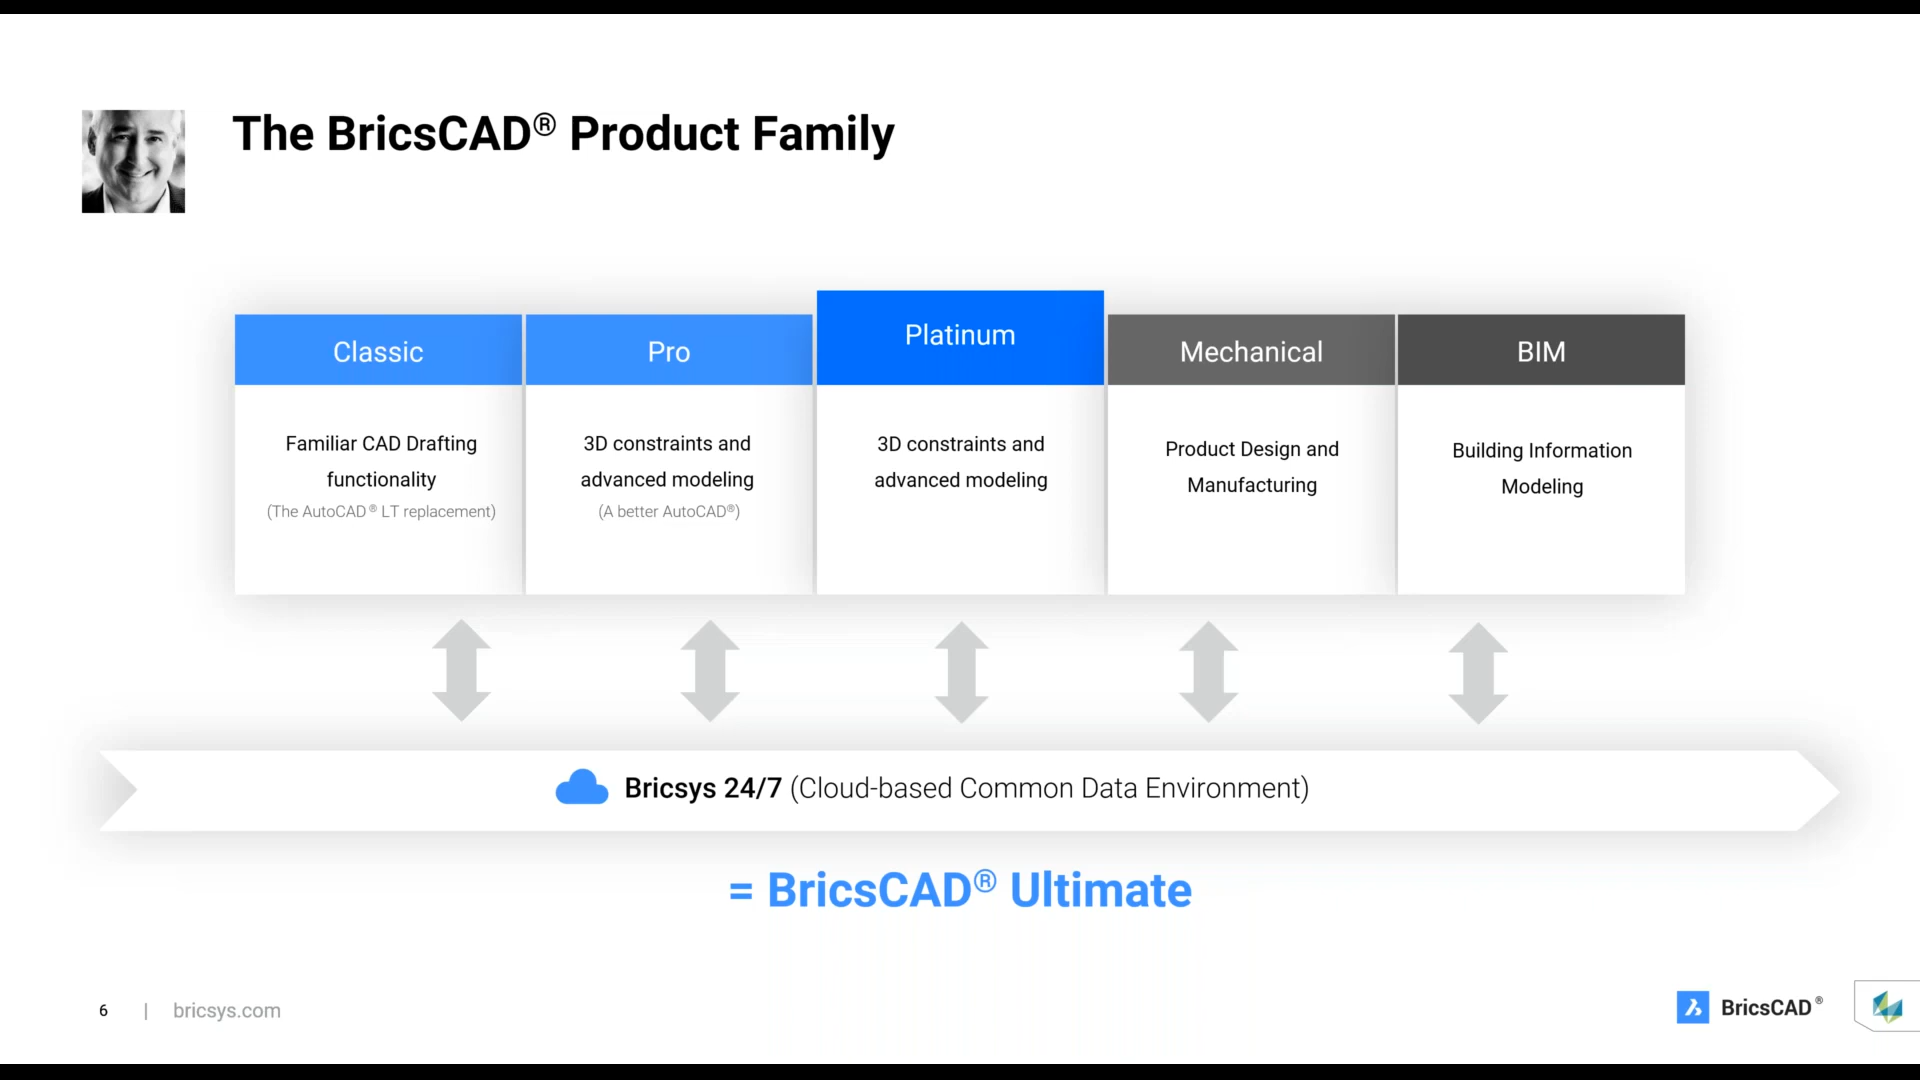 The BricsCAD® Product Family
Classic
Pro
Platinum
Mechanical
BIM
Familiar CAD Drafting
functionality
(The AutoCAD® LT replacement)
3D constraints and
advanced modeling
(A better AutoCAD®)
3D constraints and
advanced modeling
Product Design and
Manufacturing
Building Information
Modeling
Bricsys 24/7 (Cloud-based Common Data Environment)
= BricsCAD® Ultimate
6 | bricsys.com
BricsCAD®